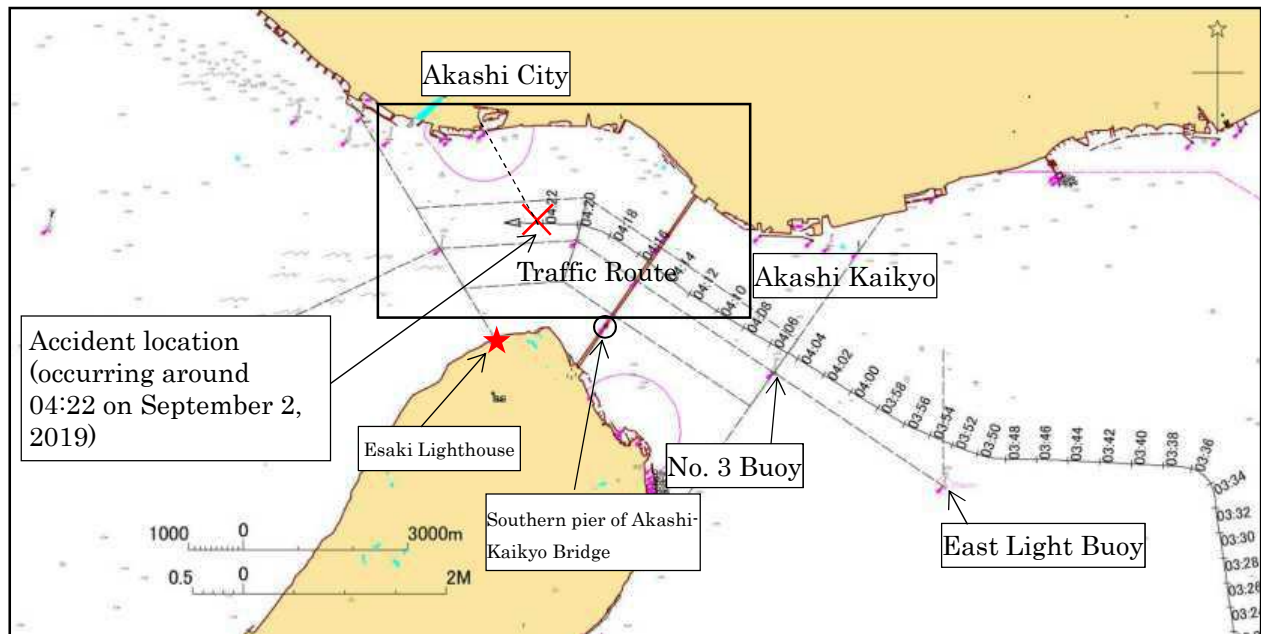 Akashi City
04:22
04:20
04:18
04:16
04:14
04:12
04:10
04:08
04:06
04:04
04:02
04:00
03:58
03:56
03:54
03:52
03:50
03:48
03:46
03:44
03:42
03:40
03:38
03:36
03:34
03:32
03:30
03:28
03:26
03:24
Traffic Route
Akashi Kaikyo
Accident location
(occurring around
04:22 on September 2,
2019)
Esaki Lighthouse
No. 3 Buoy
Southern pier of Akashi-
Kaikyo Bridge
East Light Buoy
1000 0 3000m
0.5 0 2M